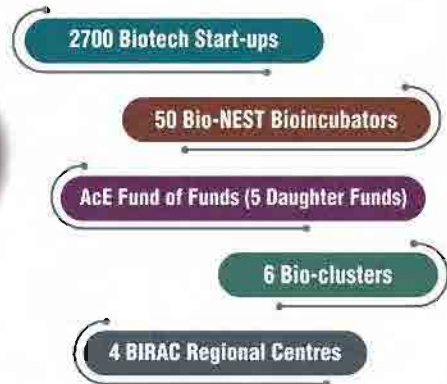 2700 Biotech Start-ups
50 Bio-NEST Bioincubators
AcE Fund of Funds (5 Daughter Funds)
6 Bio-clusters
4 BIRAC Regional Centres